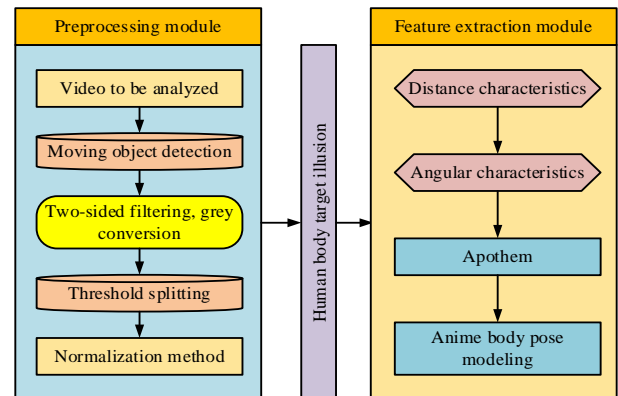 Preprocessing module
Video to be analyzed
Moving object detection
Two-sided filtering, grey
conversion
Threshold splitting
Normalization method
Human body target illusion
Feature extraction module
Distance characteristics
Angular characteristics
Apothem
Anime body pose
modeling